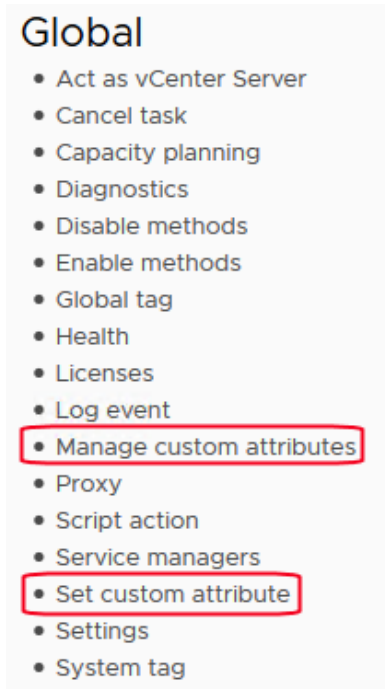 Global
• Act as vCenter Server
• Cancel task
• Capacity planning
• Diagnostics
• Disable methods
• Enable methods
• Global tag
• Health
• Licenses
• Log event
• Manage custom attributes
• Proxy
• Script action
• Service managers
• Set custom attribute
• Settings
• System tag